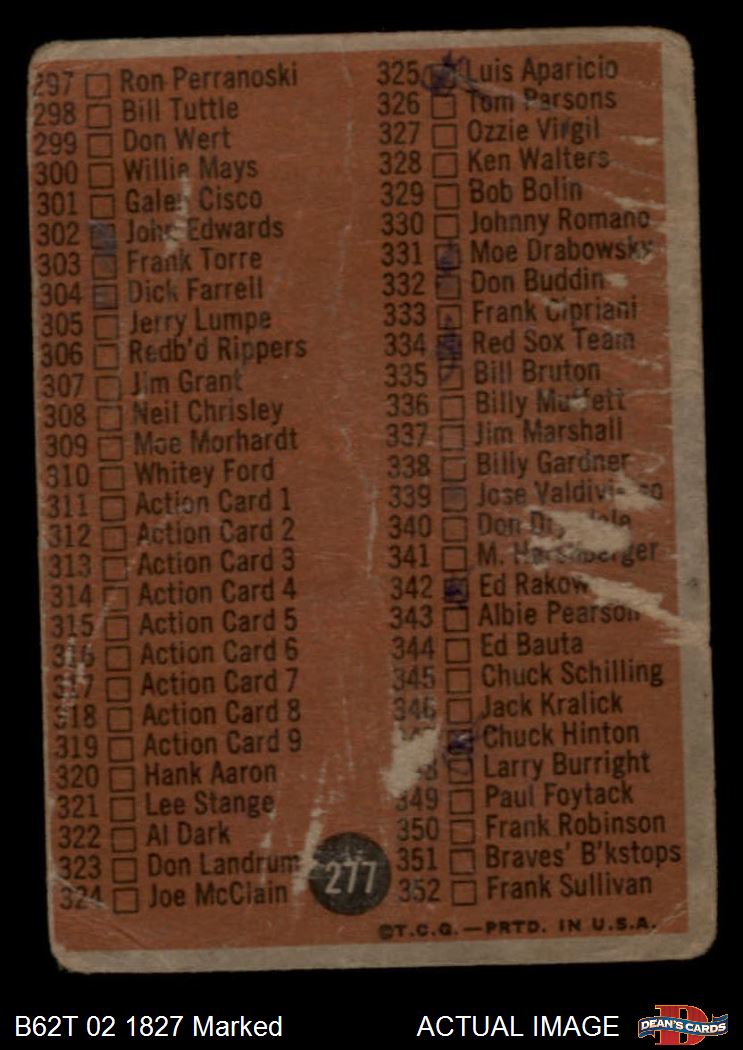 297 Ron Perranoski
298 Bill Tuttle
299 Don Wert
300 Willie Mays
301 Galen Cisco
302 John Edwards
303 Frank Torre
304 Dick Farrell
305 Jerry Lumpe
306 Redb'd Rippers
307 Jim Grant
308 Neil Chrisley
309 Moe Morhardt
310 Whitey Ford
311 Action Card 1
312 Action Card 2
313 Action Card 3
314 Action Card 4
315 Action Card 5
316 Action Card 6
317 Action Card 7
318 Action Card 8
319 Action Card 9
320 Hank Aaron
321 Lee Stange
322 Al Dark
323 Don Landrum
324 Joe McClain
277
325 Luis Aparicio
326 Tom Parsons
327 Ozzie Virgil
328 Ken Walters
329 Bob Bolin
330 Johnny Romano
331 Moe Drabowsky
332 Don Buddin
333 Frank Cipriani
334 Red Sox Team
335 Bill Bruton
336 Billy Muffett
337 Jim Marshall
338 Billy Gardner
339 Jose Valdivielso
340 Don Drysdale
341 M. Hershberger
342 Ed Rakow
343 Albie Pearson
344 Ed Bauta
345 Chuck Schilling
346 Jack Kralick
Chuck Hinton
Larry Burright
349 Paul Foytack
350 Frank Robinson
351 Braves' B'kstops
352 Frank Sullivan
©T.C.G.—PRTD. IN U.S.A.
B62T 02 1827 Marked
ACTUAL IMAGE
DEAN'S CARDS